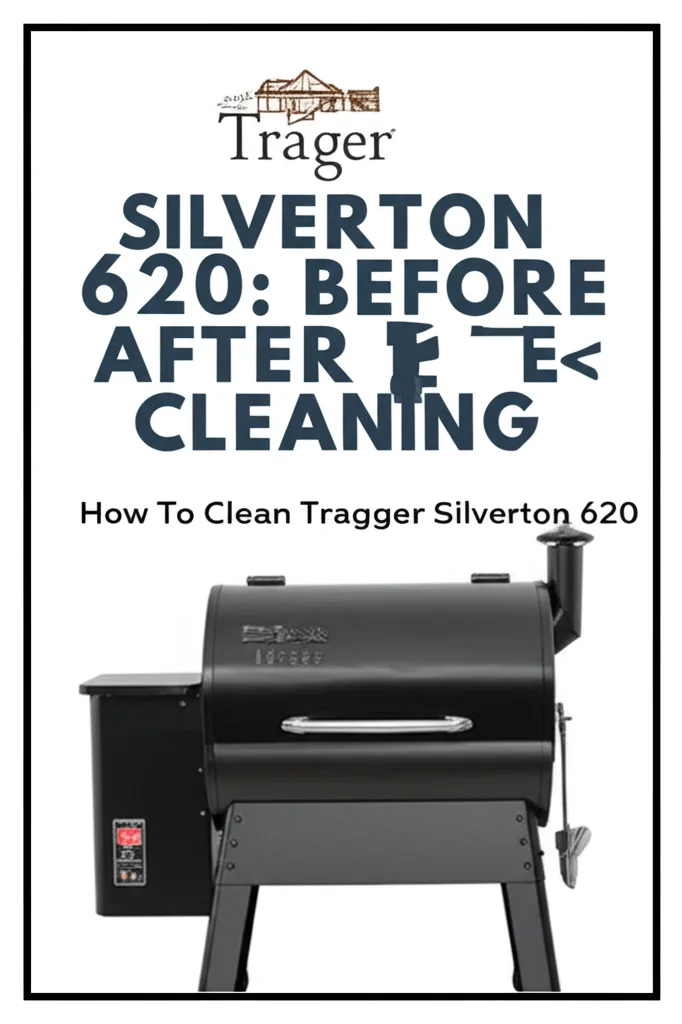 Trager
SILVERTON
620: BEFORE
AFTER
CLEANING
How To Clean Tragger Silverton 620